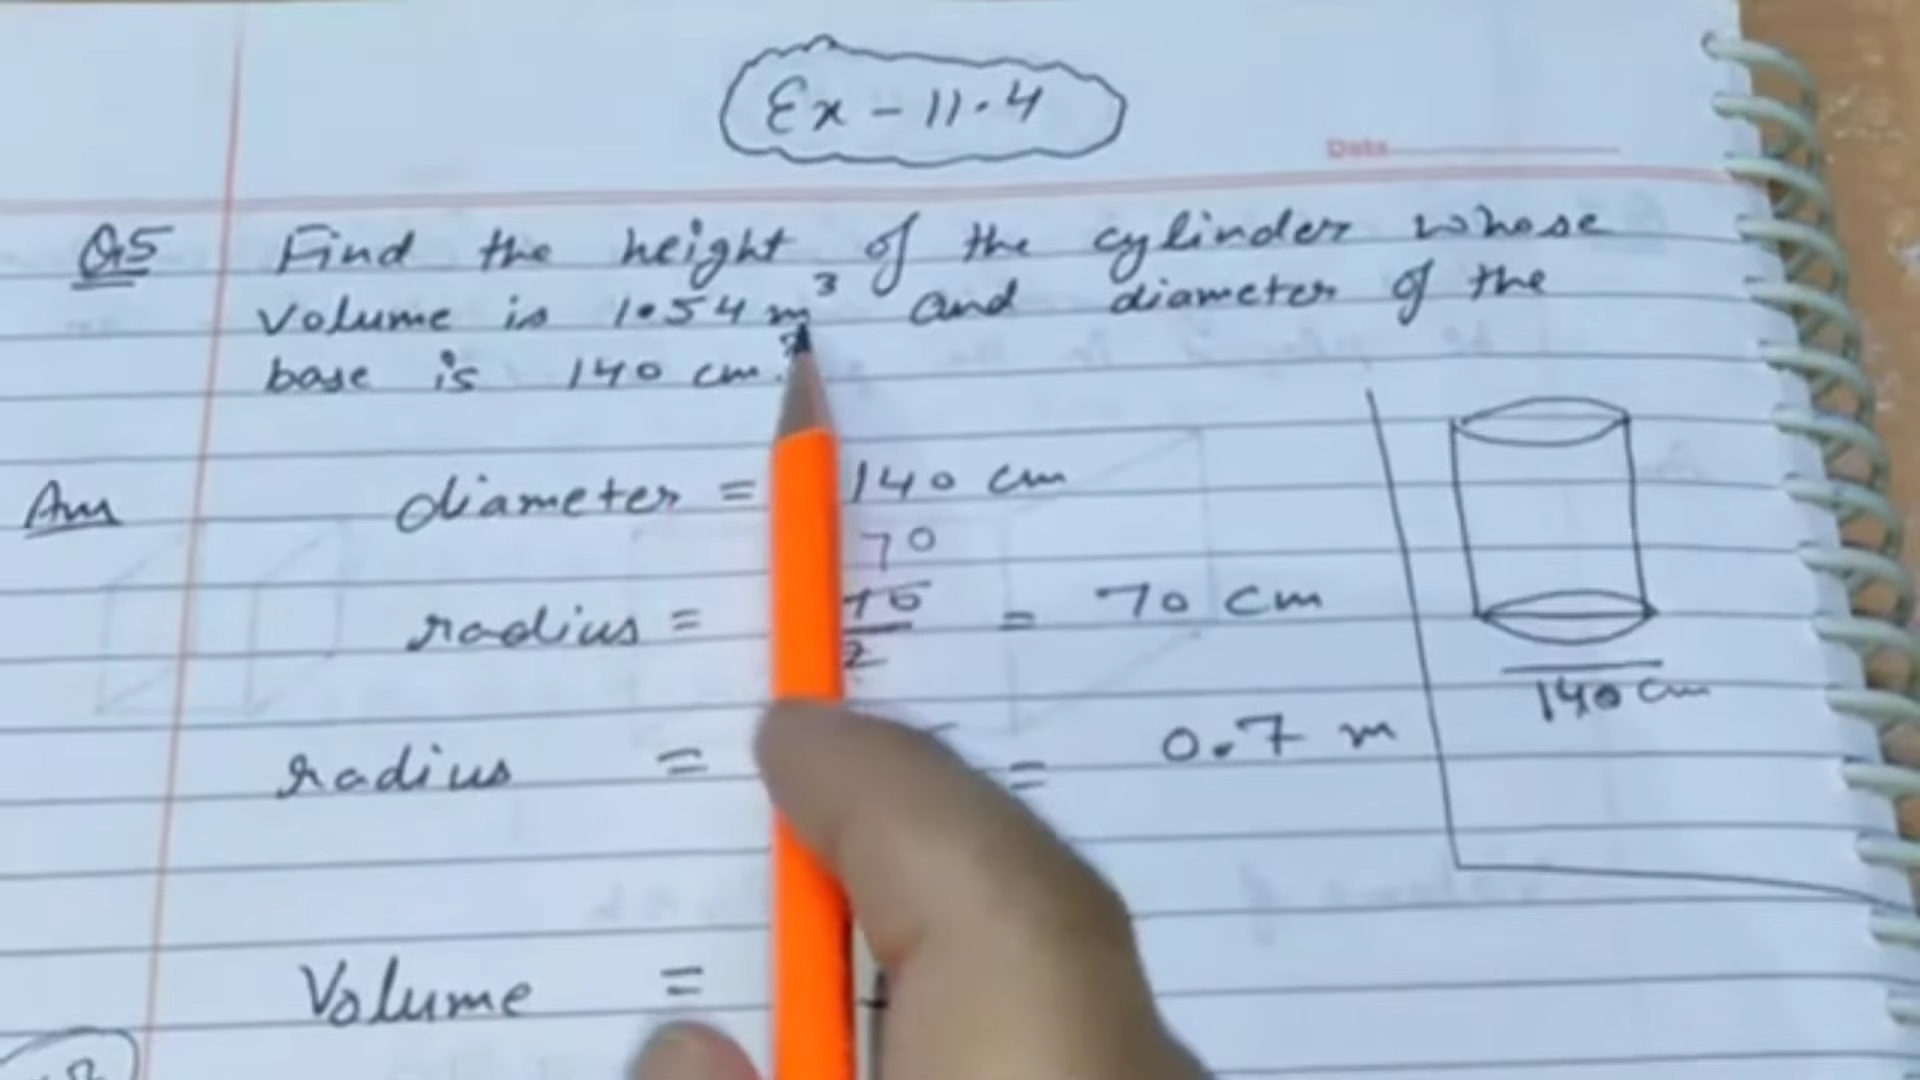 Ex - 11.4
Date
Q5 Find the height of the cylinder whose
volume is 1.54 m³ and diameter of the
base is 140 cm ?
Ans diameter = 140 cm
70
radius = = 70 cm
2
140 cm
radius = = 0.7 m
Volume =